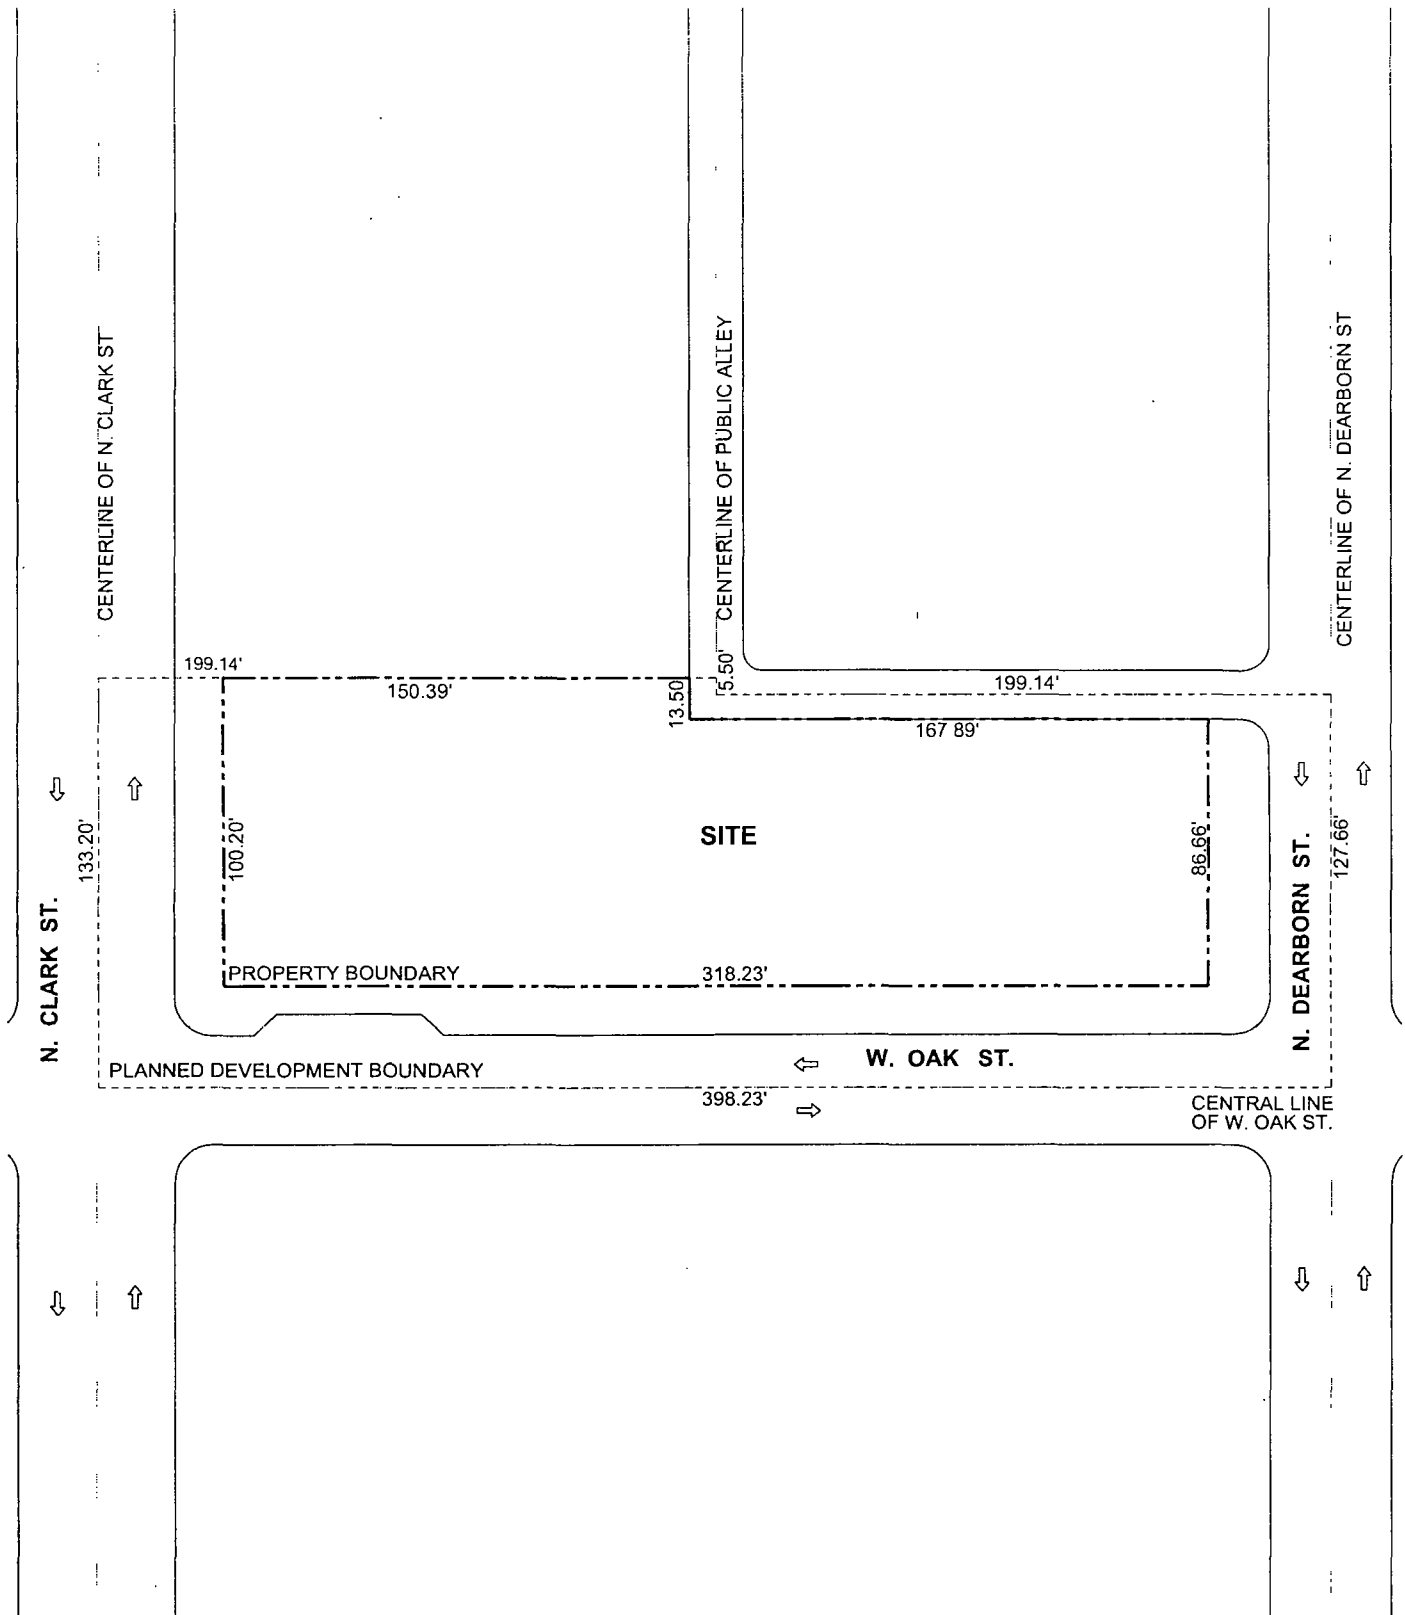 CENTERLINE OF N. CLARK ST
CENTERLINE OF PUBLIC ALLEY
CENTERLINE OF N. DEARBORN ST
199.14'
150.39'
13.50
5.50'
199.14'
167 89'
133.20'
100.20'
SITE
86.66'
127.66'
N. CLARK ST.
N. DEARBORN ST.
PROPERTY BOUNDARY
318.23'
PLANNED DEVELOPMENT BOUNDARY
W. OAK ST.
398.23'
CENTRAL LINE
OF W. OAK ST.